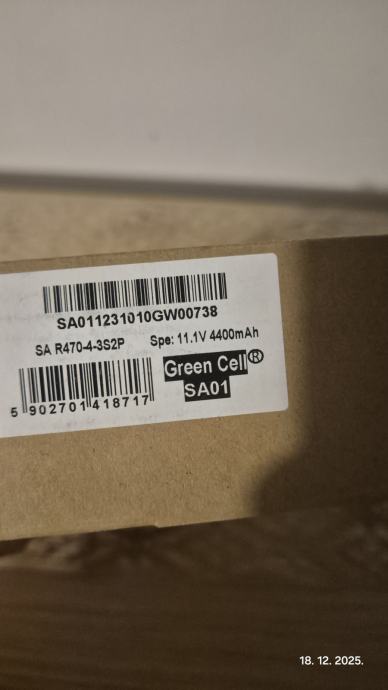 SA011231010GW00738
SA R470-4-3S2P Spe: 11.1V 4400mAh
Green Cell®
SA01
5 902701 418717
18. 12. 2025.